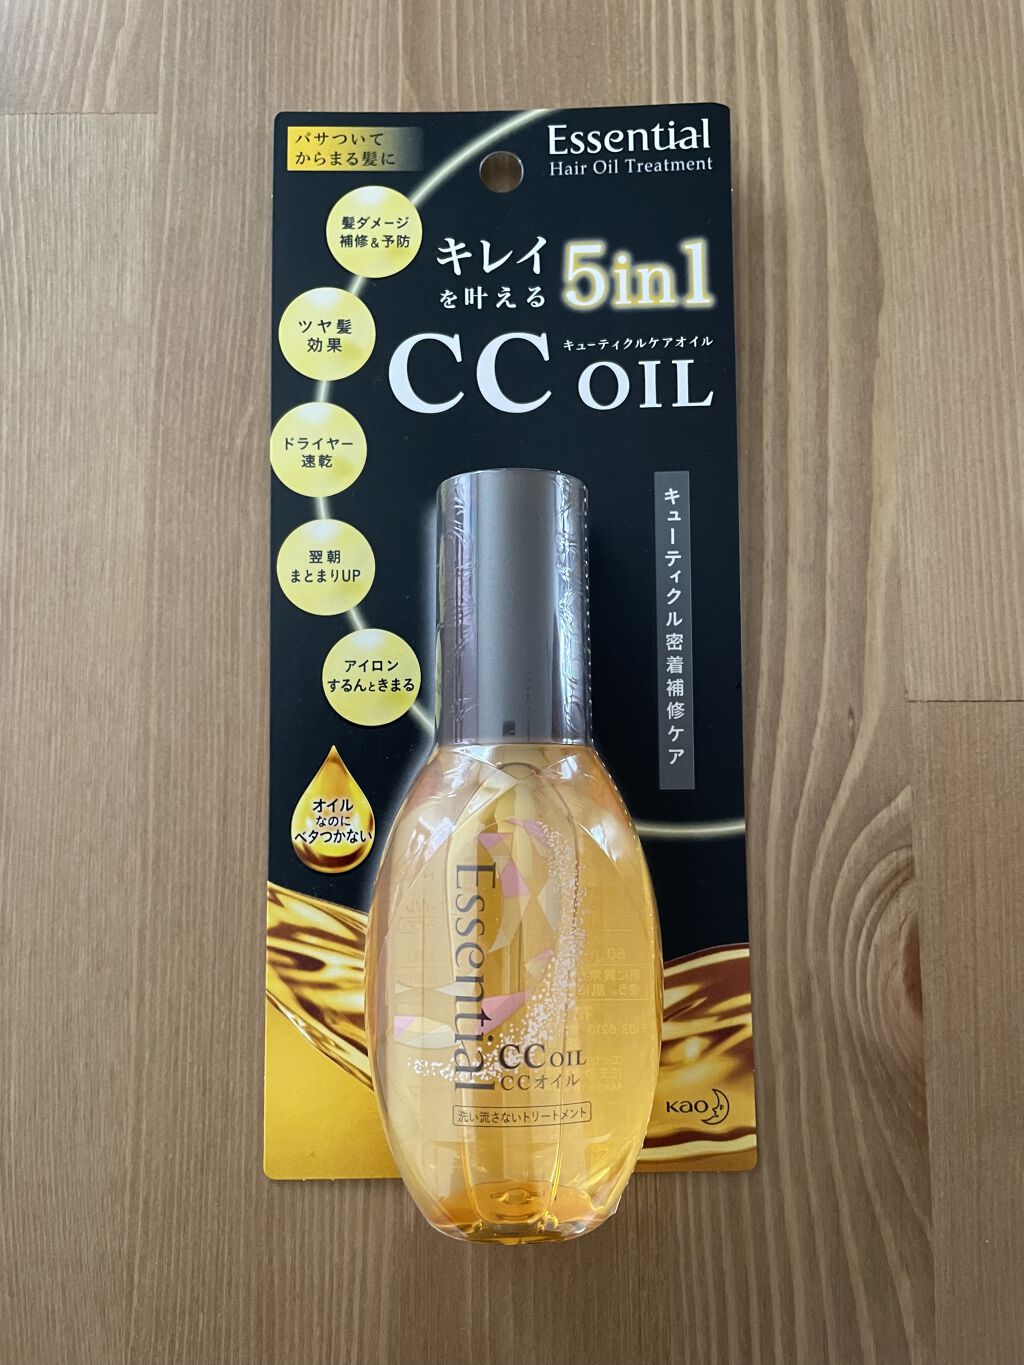 パサついて
からまる髪に
Essential
Hair Oil Treatment
髪ダメージ
補修&予防
キレイ
を叶える
5in1
ツヤ髪
効果
キューティクルケアオイル
CC OIL
ドライヤー
速乾
翌朝
まとまりUP
アイロン
するんときまる
キューティクル密着補修ケア
オイル
なのに
ベタつかない
Essential
CC OIL
CCオイル
洗い流さないトリートメント
Kao